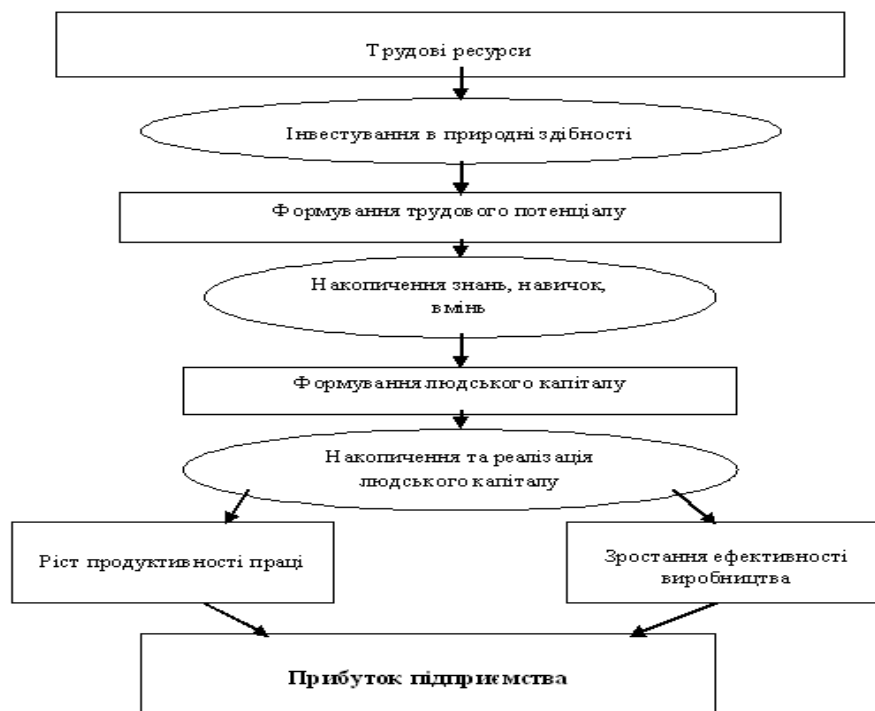 Трудові ресурси
Інвестування в природні здібності
Формування трудового потенціалу
Накопичення знань, навичок,
вмінь
Формування людського капіталу
Накопичення та реалізація
людського капіталу
Ріст продуктивності праці
Зростання ефективності
виробництва
Прибуток підприємства